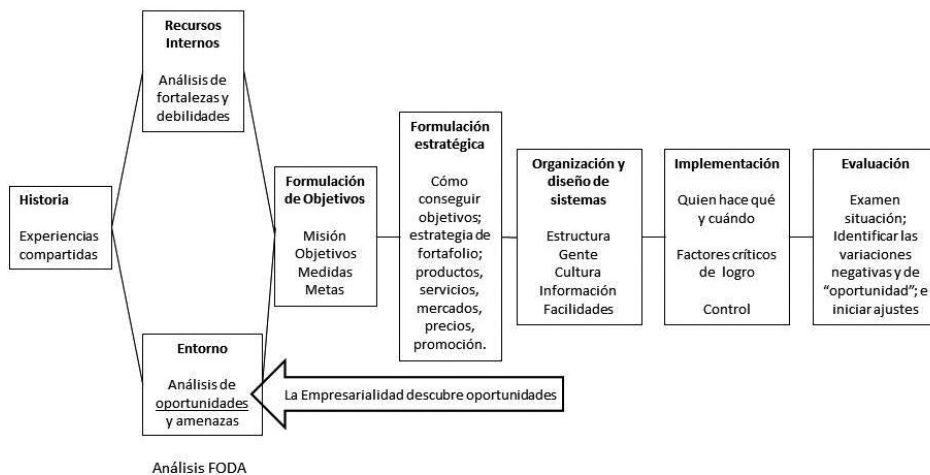 Recursos
Internos
Análisis de
fortalezas y
debilidades
Historia
Experiencias
compartidas
Entorno
Análisis de
oportunidades
y amenazas
Análisis FODA
La Empresarialidad descubre oportunidades
Formulación
de Objetivos
Misión
Objetivos
Medidas
Metas
Formulación
estratégica
Cómo
conseguir
objetivos;
estrategia de
fortafolio;
productos,
servicios,
mercados,
precios,
promoción.
Organización y
diseño de
sistemas
Estructura
Gente
Cultura
Información
Facilidades
Implementación
Quien hace qué
y cuándo
Factores críticos
de logro
Control
Evaluación
Examen
situación;
Identificar las
variaciones
negativas y de
“oportunidad”; e
iniciar ajustes